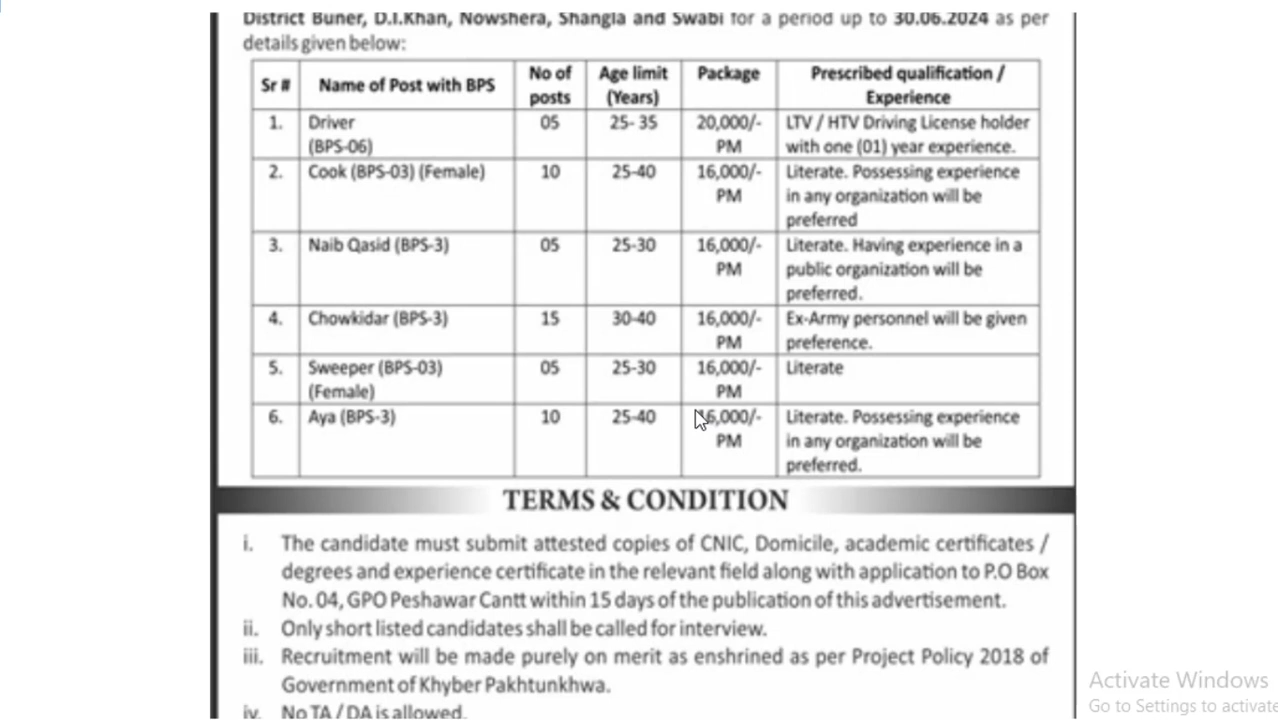 District Buner, D.I.Khan, Nowshera, Shangla and Swabi for a period up to 30.06.2024 as per
details given below:
Sr # Name of Post with BPS No of posts Age limit (Years) Package Prescribed qualification / Experience
1. Driver 05 25- 35 20,000/- LTV / HTV Driving License holder
(BPS-06) PM with one (01) year experience.
2. Cook (BPS-03) (Female) 10 25-40 16,000/- Literate. Possessing experience
PM in any organization will be
preferred
3. Naib Qasid (BPS-3) 05 25-30 16,000/- Literate. Having experience in a
PM public organization will be
preferred.
4. Chowkidar (BPS-3) 15 30-40 16,000/- Ex-Army personnel will be given
PM preference.
5. Sweeper (BPS-03) 05 25-30 16,000/- Literate
(Female) PM
6. Aya (BPS-3) 10 25-40 16,000/- Literate. Possessing experience
PM in any organization will be
preferred.
TERMS & CONDITION
i. The candidate must submit attested copies of CNIC, Domicile, academic certificates /
degrees and experience certificate in the relevant field along with application to P.O Box
No. 04, GPO Peshawar Cantt within 15 days of the publication of this advertisement.
ii. Only short listed candidates shall be called for interview.
iii. Recruitment will be made purely on merit as enshrined as per Project Policy 2018 of
Government of Khyber Pakhtunkhwa.
iv. No TA / DA is allowed.
Activate Windows
Go to Settings to activate